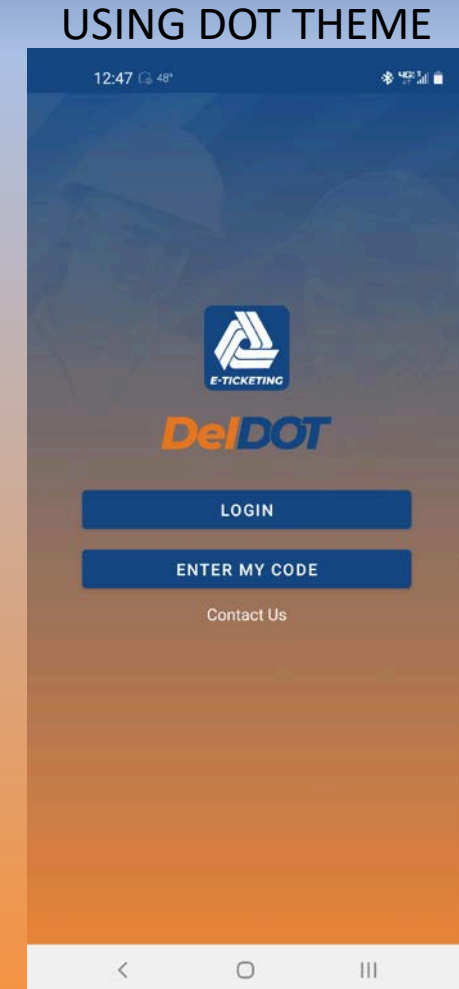 USING DOT THEME
12:47 48°
E-TICKETING
DelDOT
LOGIN
ENTER MY CODE
Contact Us